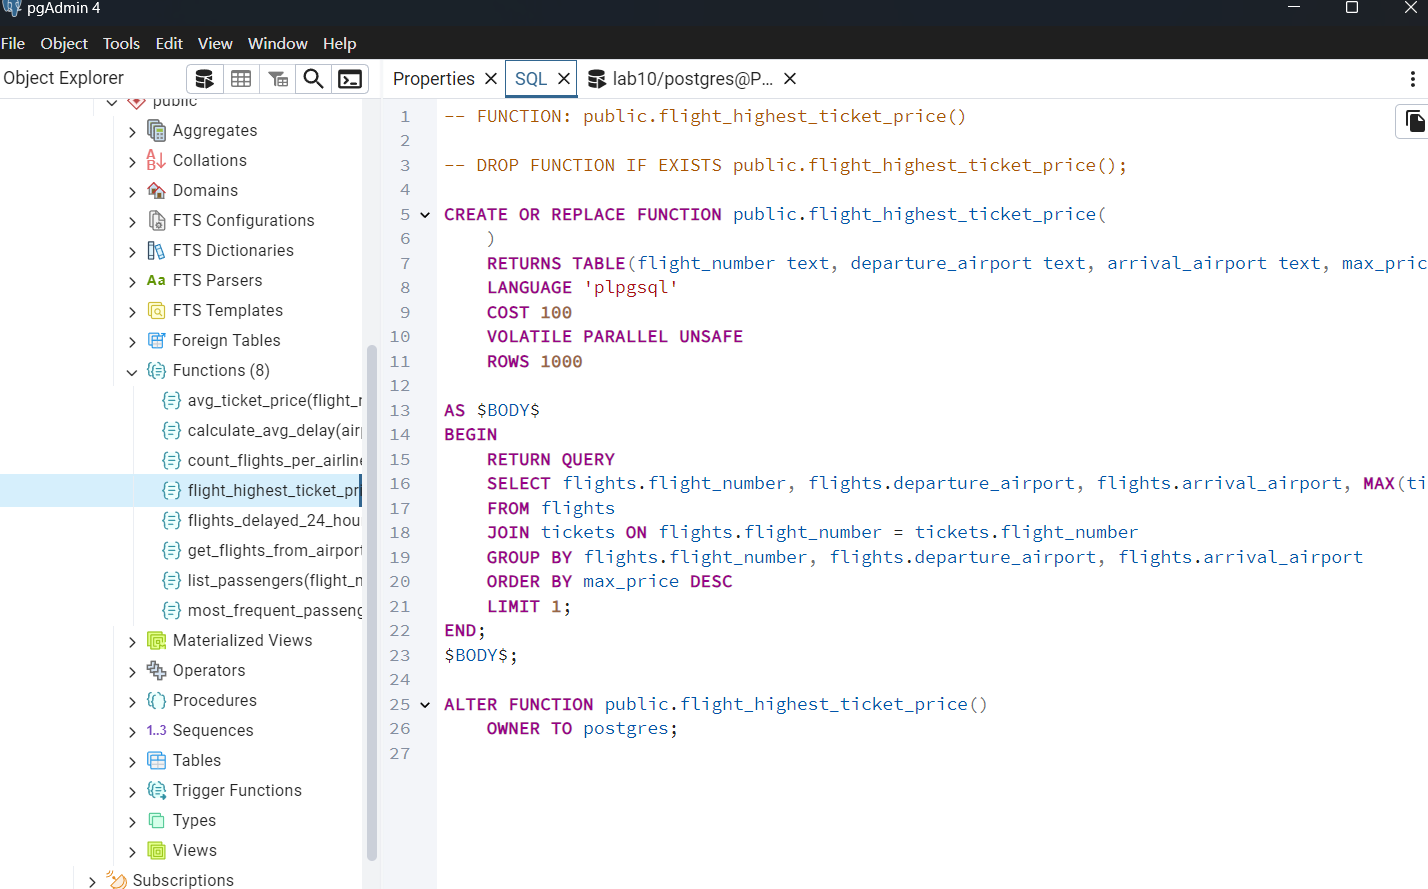 pgAdmin 4
File Object Tools Edit View Window Help
Object Explorer
Properties SQL lab10/postgres@P...
public
Aggregates
Collations
Domains
FTS Configurations
FTS Dictionaries
Aa FTS Parsers
FTS Templates
Foreign Tables
Functions (8)
avg_ticket_price(flight_
calculate_avg_delay(air
count_flights_per_airline
flight_highest_ticket_pr
flights_delayed_24_hou
get_flights_from_airport
list_passengers(flight_n
most_frequent_passeng
Materialized Views
Operators
Procedures
1..3 Sequences
Tables
Trigger Functions
Types
Views
Subscriptions
1 -- FUNCTION: public.flight_highest_ticket_price()
2
3 -- DROP FUNCTION IF EXISTS public.flight_highest_ticket_price();
4
5 CREATE OR REPLACE FUNCTION public.flight_highest_ticket_price(
6 )
7 RETURNS TABLE(flight_number text, departure_airport text, arrival_airport text, max_pric
8 LANGUAGE 'plpgsql'
9 COST 100
10 VOLATILE PARALLEL UNSAFE
11 ROWS 1000
12
13 AS $BODY$
14 BEGIN
15 RETURN QUERY
16 SELECT flights.flight_number, flights.departure_airport, flights.arrival_airport, MAX(ti
17 FROM flights
18 JOIN tickets ON flights.flight_number = tickets.flight_number
19 GROUP BY flights.flight_number, flights.departure_airport, flights.arrival_airport
20 ORDER BY max_price DESC
21 LIMIT 1;
22 END;
23 $BODY$;
24
25 ALTER FUNCTION public.flight_highest_ticket_price()
26 OWNER TO postgres;
27